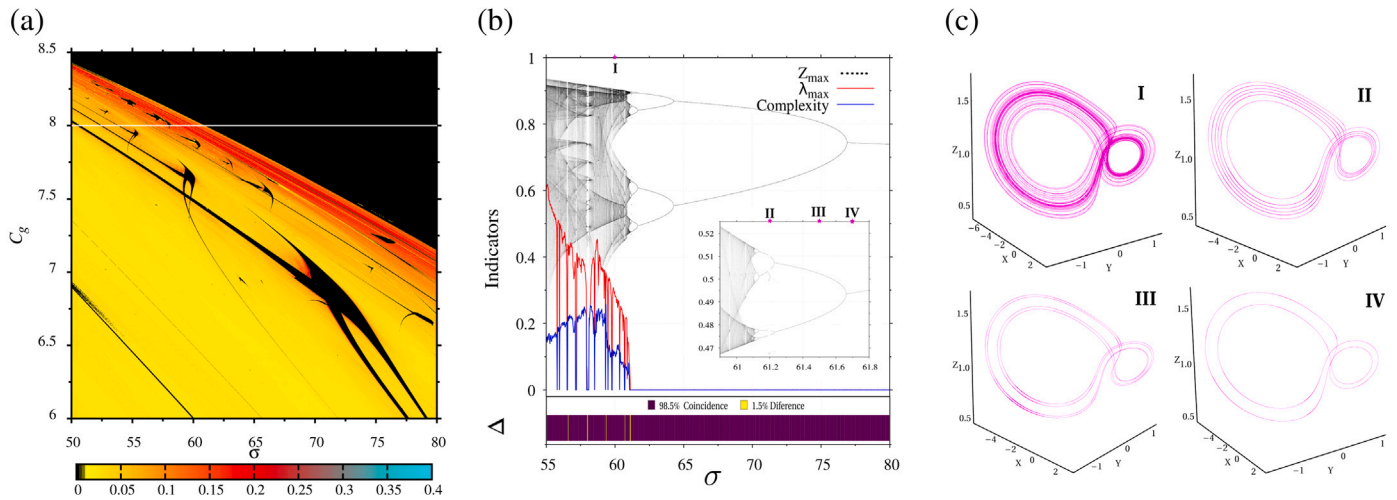 (a)
8.5
8
7.5
7
6.5
6
C_g
50 55 60 65 70 75 80
σ
0 0.05 0.1 0.15 0.2 0.25 0.3 0.35 0.4
(b)
1
0.8
0.6
0.4
0.2
0
Indicators
I
Z_max
λ_max
Complexity
II III IV
0.52
0.51
0.5
0.49
0.48
0.47
61 61.2 61.4 61.6 61.8
98.5% Coincidence 1.5% Diference
Δ
55 60 65 70 75 80
σ
(c)
I
1.5
Z 1.0
0.5
−6 −4 −2 0 2
X
−1 0 1
Y
II
1.5
Z 1.0
0.5
−4 −2 0 2
X
−1 0 1
Y
III
1.5
Z 1.0
0.5
−4 −2 0 2
X
−1 0 1
Y
IV
1.5
Z 1.0
0.5
−4 −2 0 2
X
−1 0 1
Y